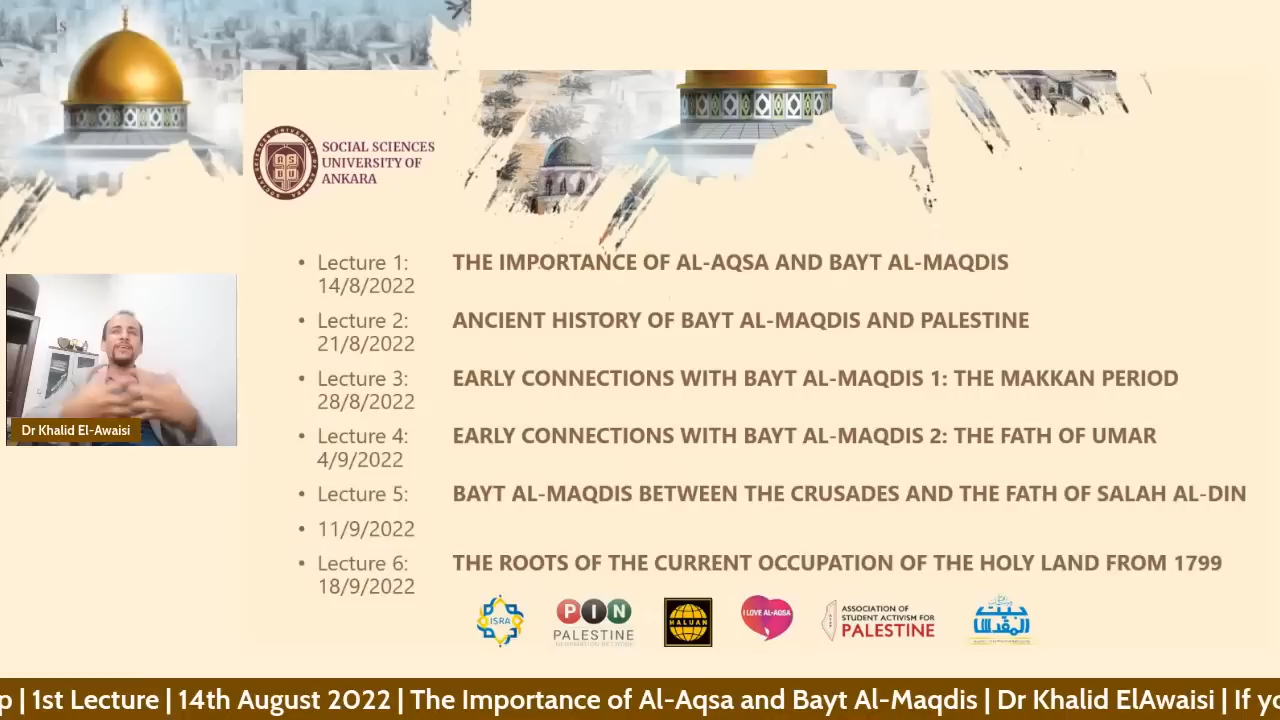 SOCIAL SCIENCES
UNIVERSITY OF
ANKARA
• Lecture 1: THE IMPORTANCE OF AL-AQSA AND BAYT AL-MAQDIS
14/8/2022
• Lecture 2: ANCIENT HISTORY OF BAYT AL-MAQDIS AND PALESTINE
21/8/2022
• Lecture 3: EARLY CONNECTIONS WITH BAYT AL-MAQDIS 1: THE MAKKAN PERIOD
28/8/2022
• Lecture 4: EARLY CONNECTIONS WITH BAYT AL-MAQDIS 2: THE FATH OF UMAR
4/9/2022
• Lecture 5: BAYT AL-MAQDIS BETWEEN THE CRUSADES AND THE FATH OF SALAH AL-DIN
• 11/9/2022
• Lecture 6: THE ROOTS OF THE CURRENT OCCUPATION OF THE HOLY LAND FROM 1799
18/9/2022
Dr Khalid El-Awaisi
ISRA
PIN
PALESTINE
HALUAN
I LOVE AL-AQSA
ASSOCIATION OF
STUDENT ACTIVISM FOR
PALESTINE
بيت
المقدس
p | 1st Lecture | 14th August 2022 | The Importance of Al-Aqsa and Bayt Al-Maqdis | Dr Khalid ElAwaisi | If yo